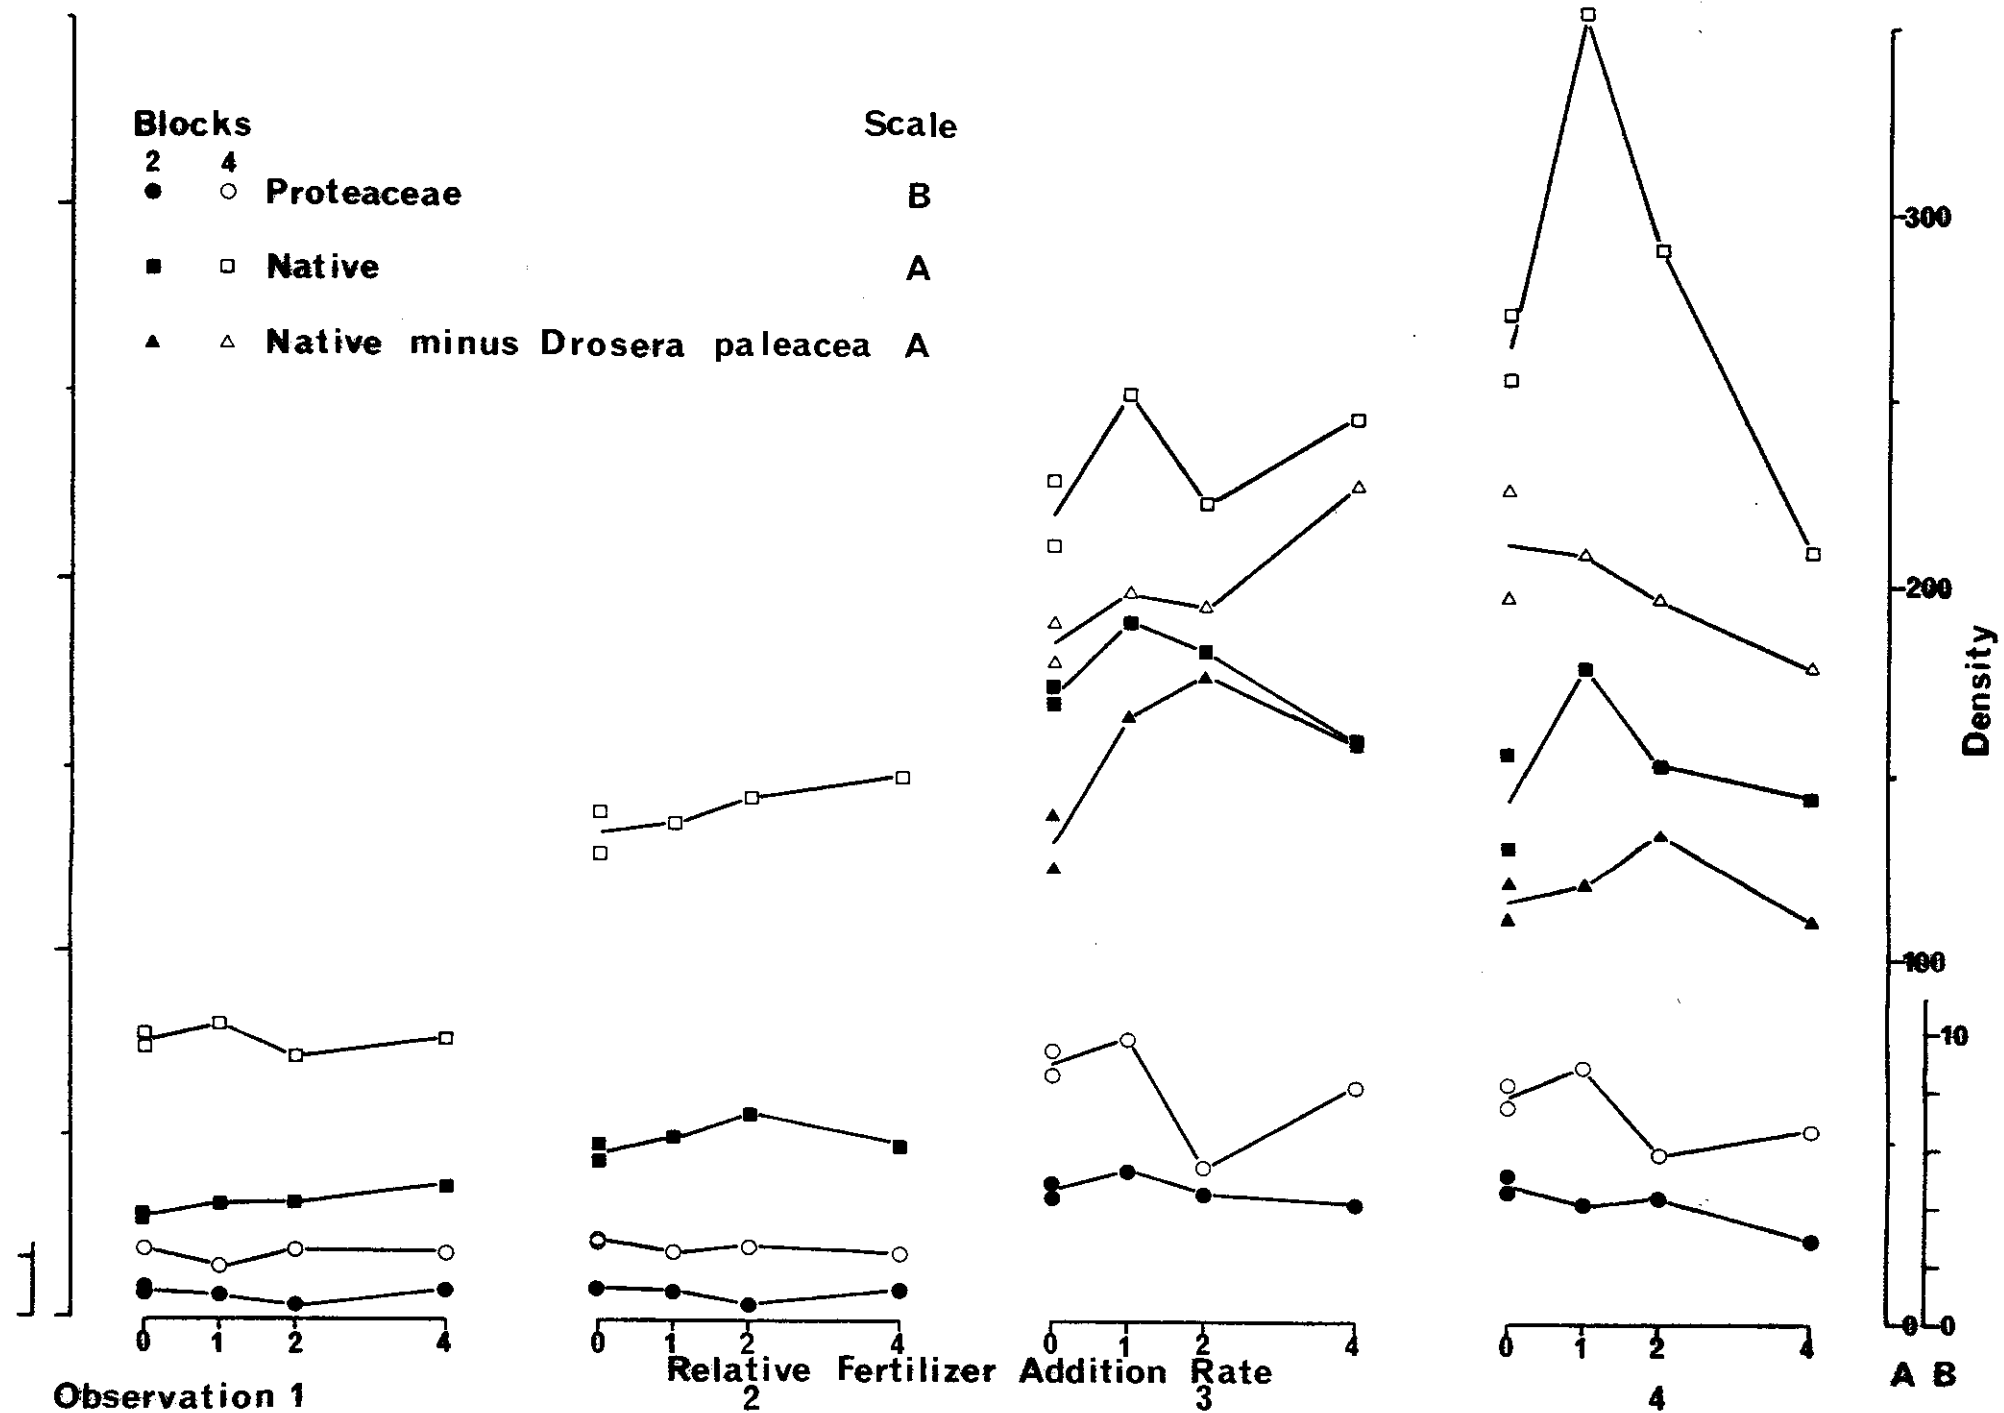 Blocks Scale
2 4
Proteaceae B
Native A
Native minus Drosera paleacea A
300
200
Density
100
10
0 0
0 1 2 4 0 1 2 4 0 1 2 4 0 1 2 4
Relative Fertilizer Addition Rate A B
Observation 1 2 3 4